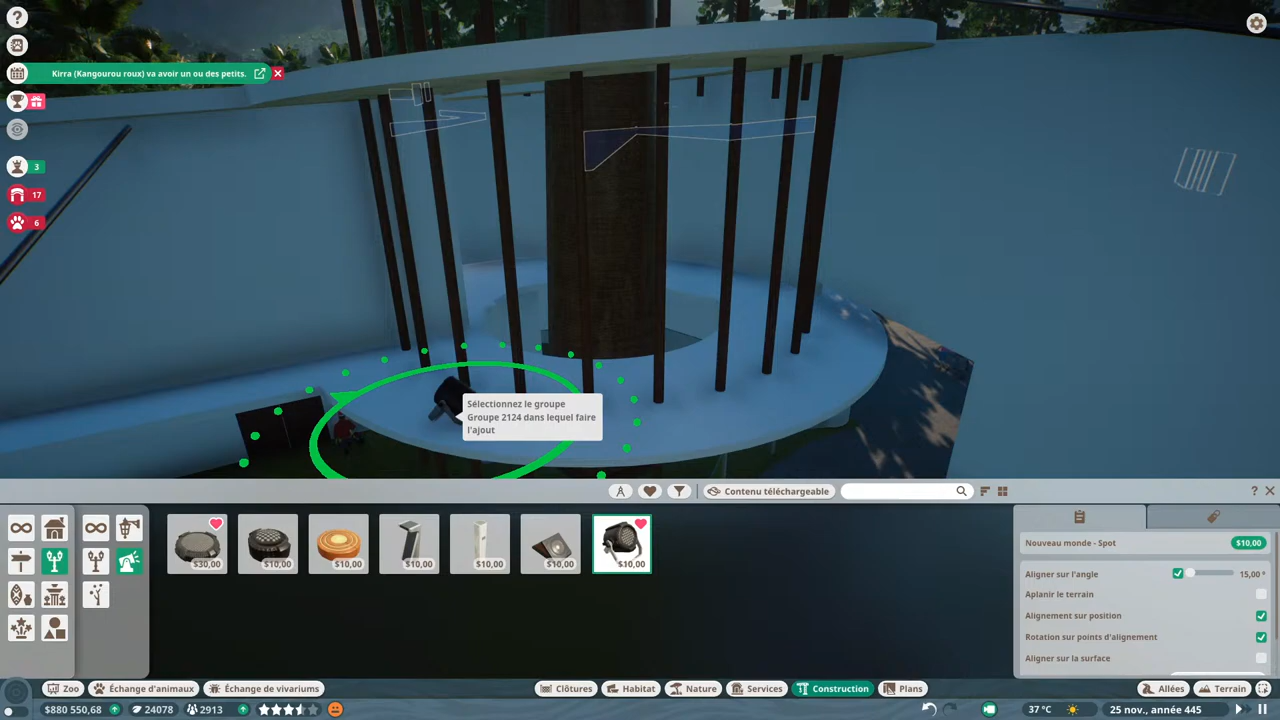 ?
Kirra (Kangourou roux) va avoir un ou des petits.
3
17
6
Sélectionnez le groupe
Groupe 2124 dans lequel faire
l'ajout
Contenu téléchargeable
?
$30,00
$10,00
$10,00
$10,00
$10,00
$10,00
$10,00
Nouveau monde - Spot
$10,00
Aligner sur l'angle
15,00 °
Aplanir le terrain
Alignement sur position
Rotation sur points d'alignement
Aligner sur la surface
Zoo
Échange d'animaux
Échange de vivariums
Clôtures
Habitat
Nature
Services
Construction
Plans
Allées
Terrain
$880 550,68
24078
2913
37 °C
25 nov., année 445